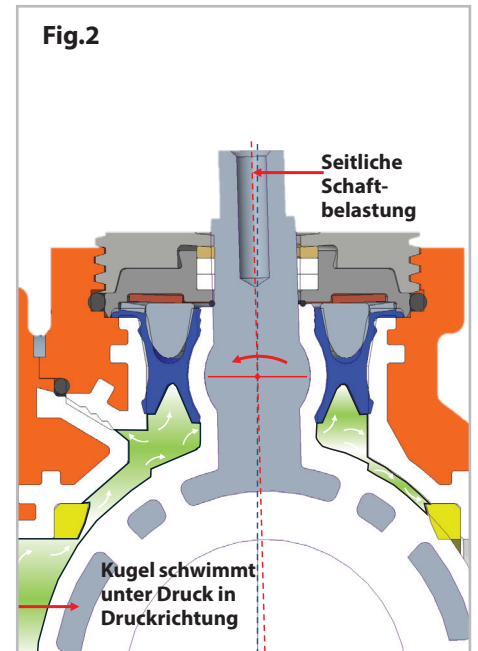 Fig.2
Seitliche
Schaft-
belastung
Kugel schwimmt
unter Druck in
Druckrichtung